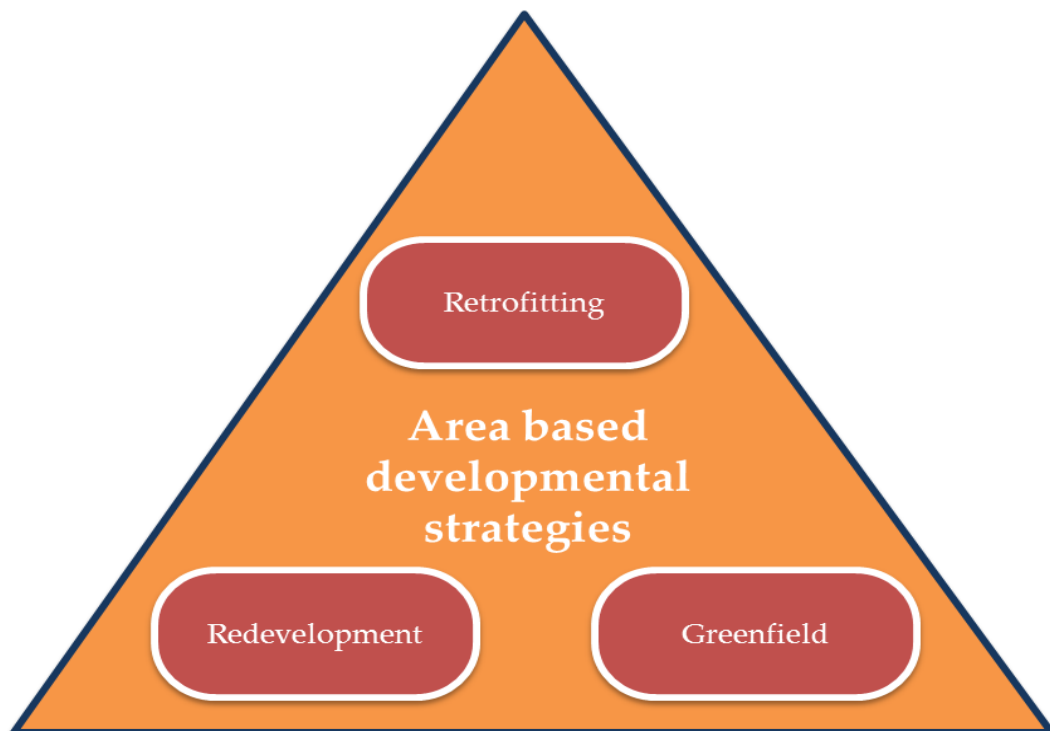 Retrofitting
Area based
developmental
strategies
Redevelopment
Greenfield